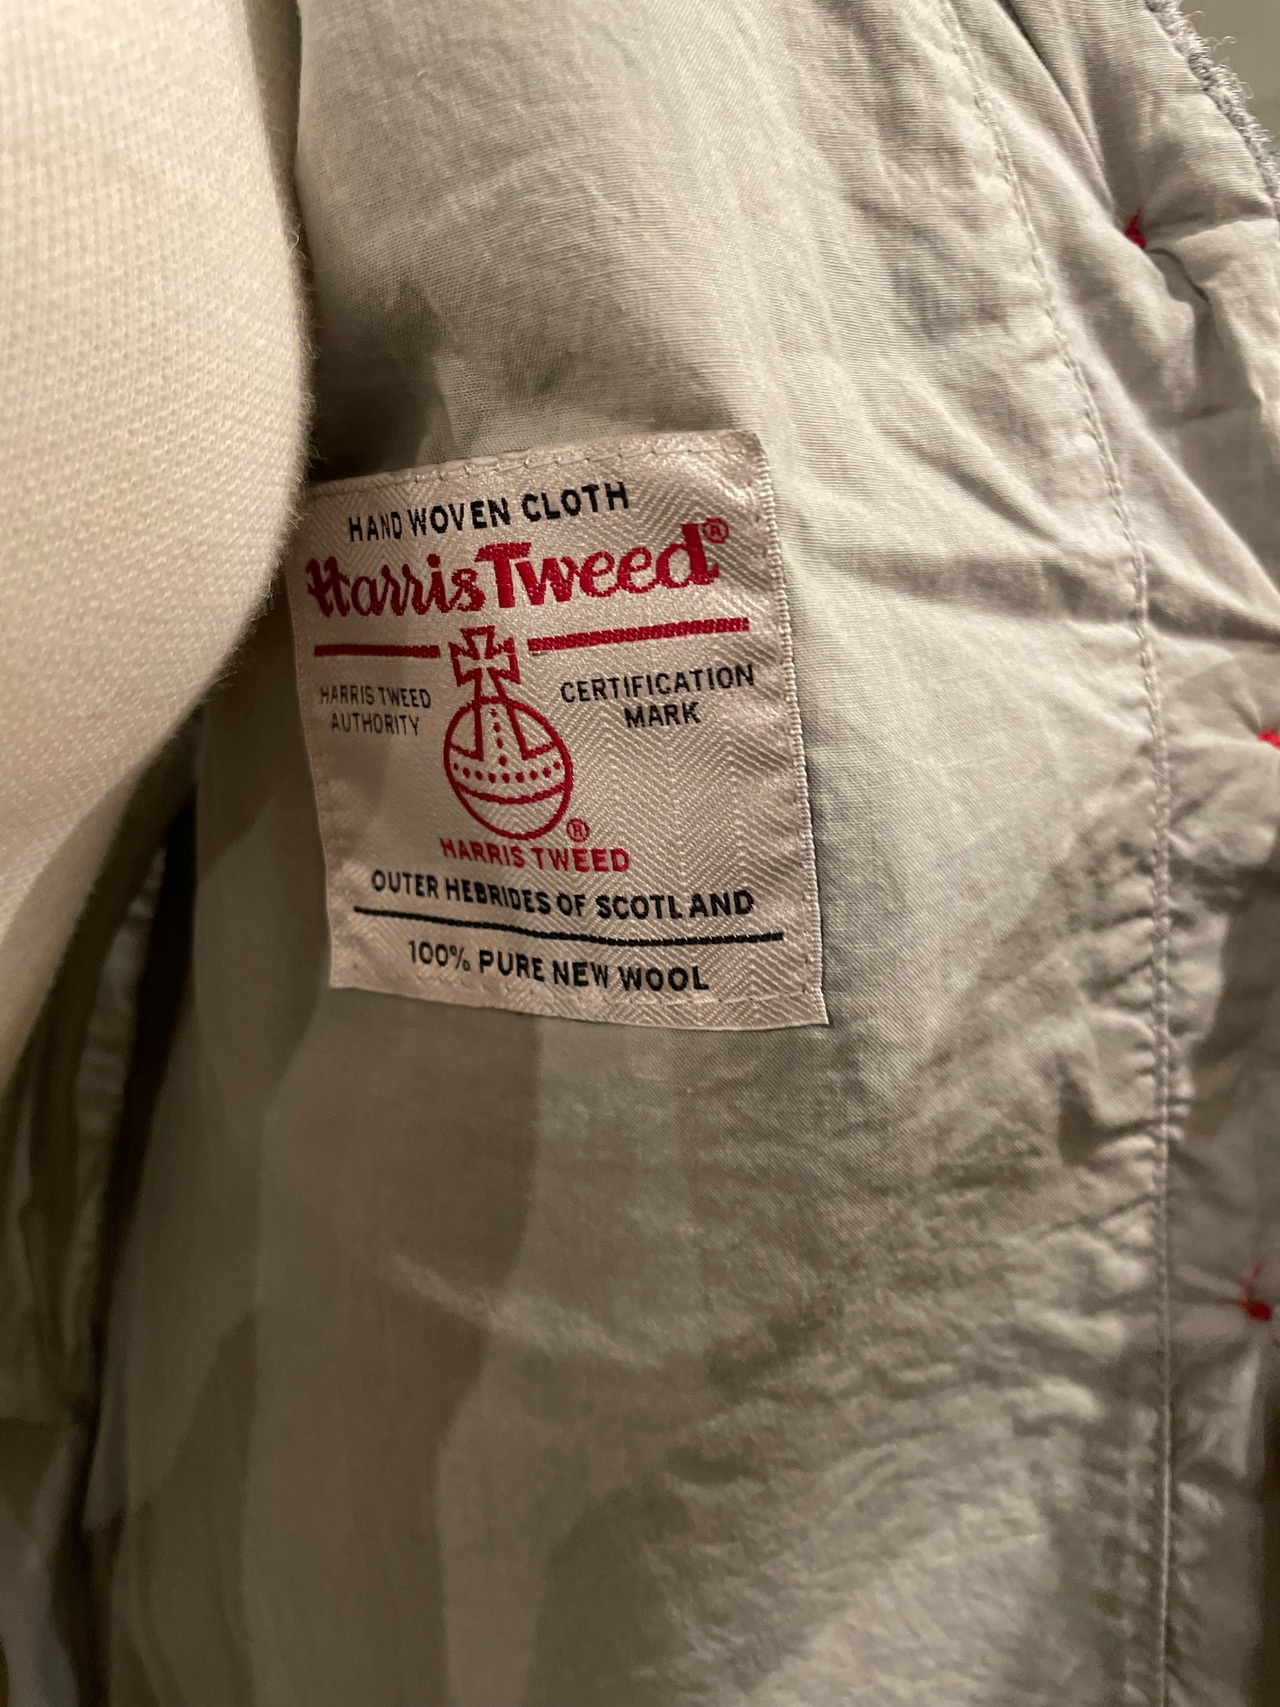 HAND WOVEN CLOTH
Harris Tweed®
HARRIS TWEED
AUTHORITY
CERTIFICATION
MARK
®
HARRIS TWEED
OUTER HEBRIDES OF SCOTLAND
100% PURE NEW WOOL